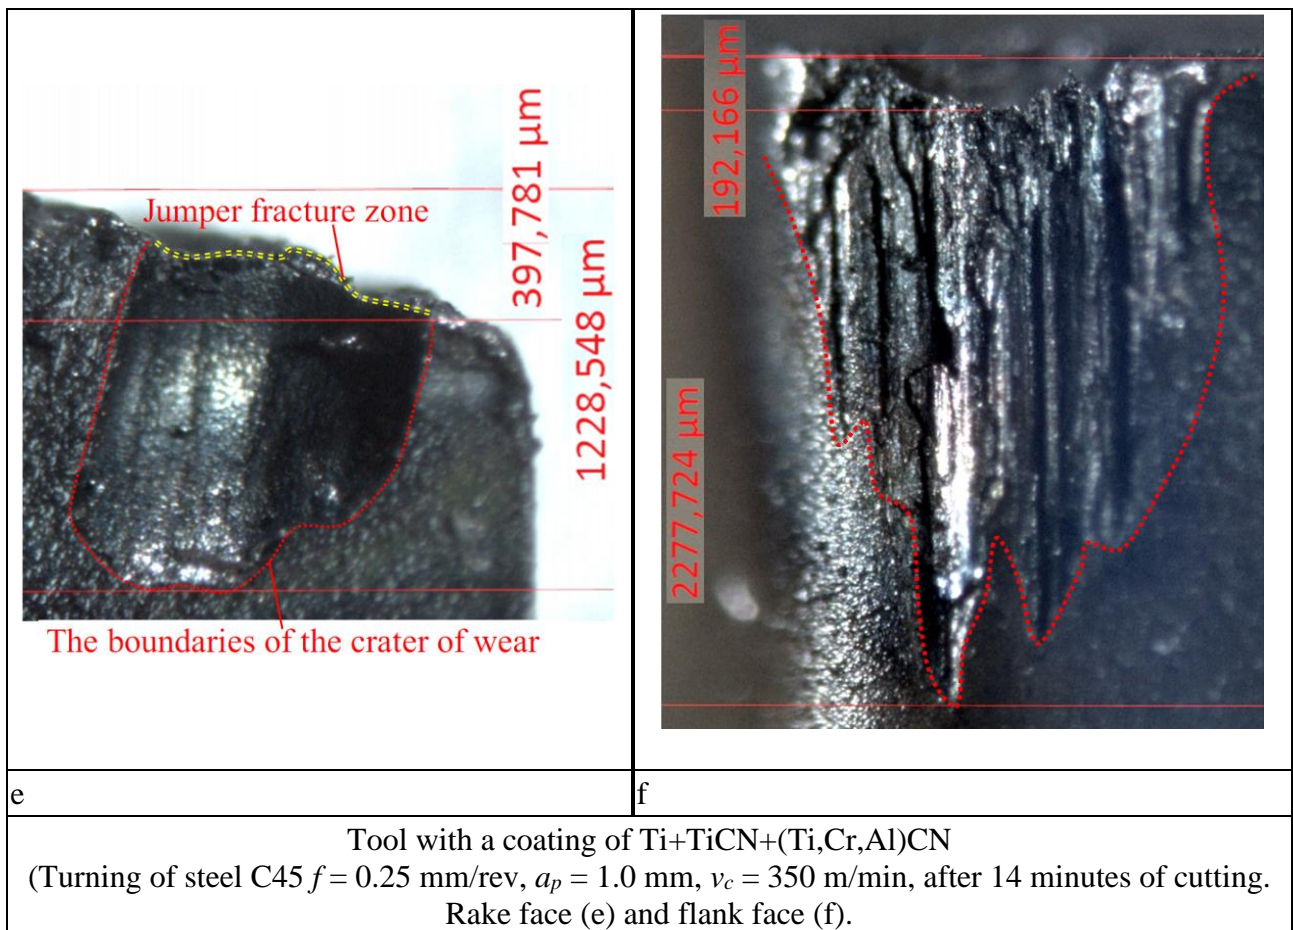 Jumper fracture zone
397,781 µm
1228,548 µm
The boundaries of the crater of wear
192,166 µm
2277,724 µm
e
f
Tool with a coating of Ti+TiCN+(Ti,Cr,Al)CN
(Turning of steel C45 f = 0.25 mm/rev, aₚ = 1.0 mm, v_c = 350 m/min, after 14 minutes of cutting.
Rake face (e) and flank face (f).